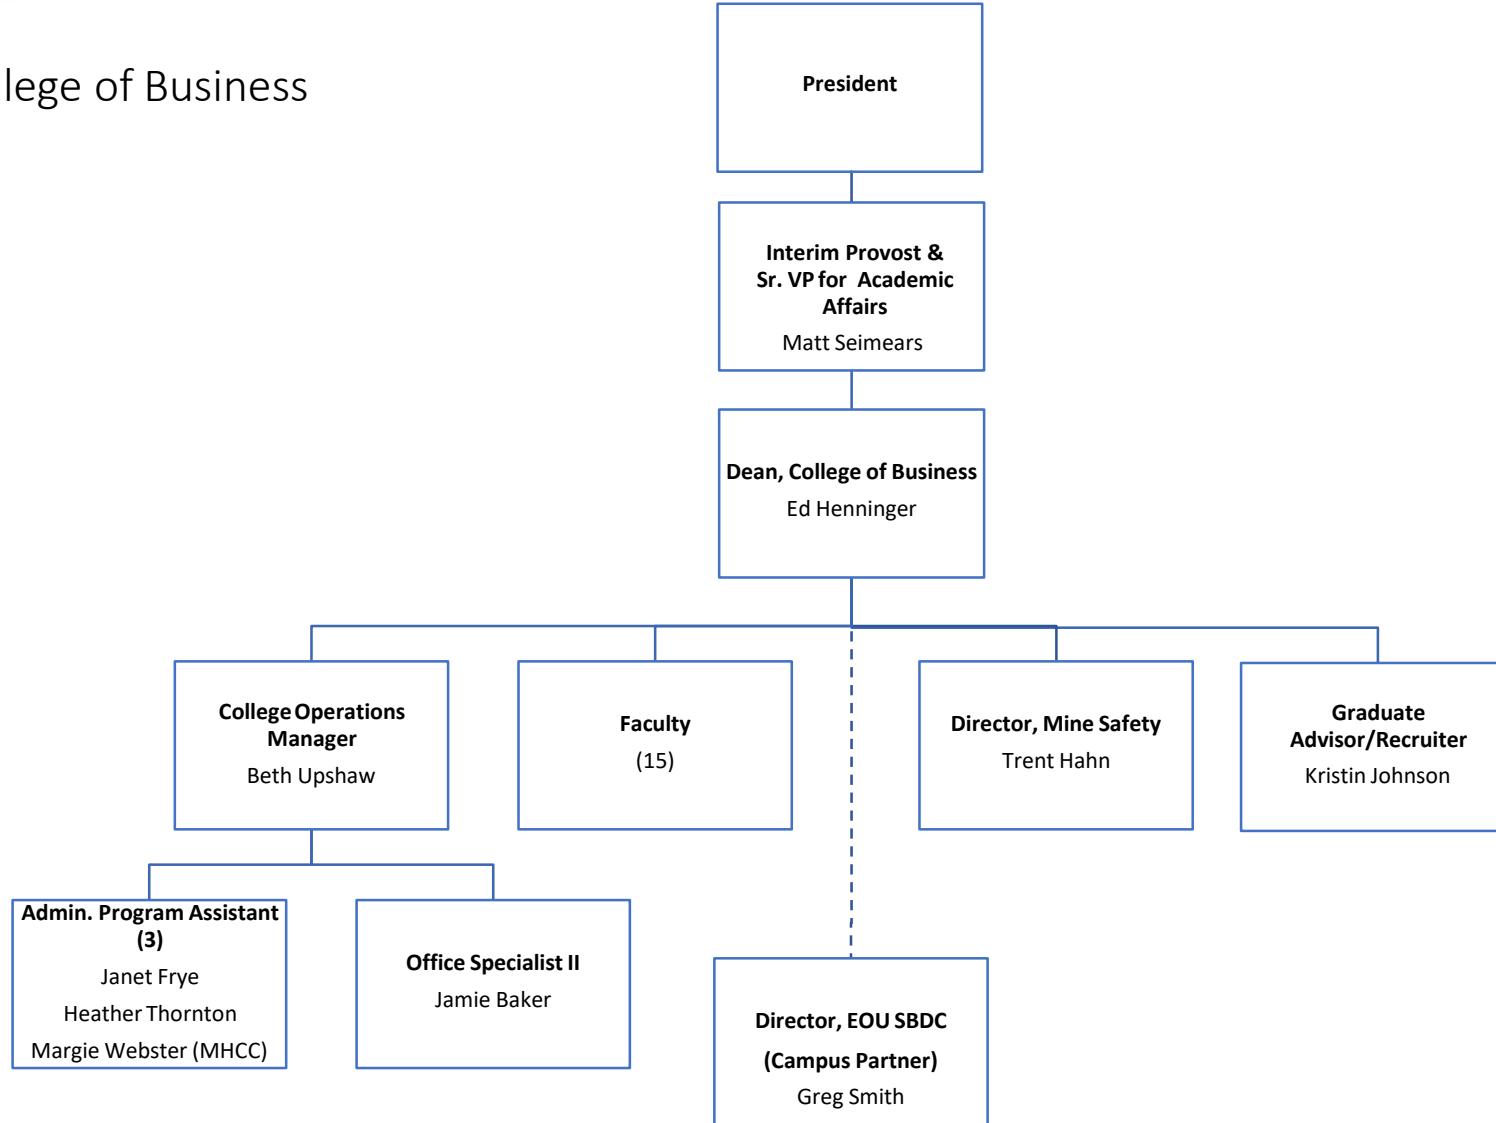 lege of Business
President
Interim Provost &
Sr. VP for Academic
Affairs
Matt Seimears
Dean, College of Business
Ed Henninger
College Operations
Manager
Beth Upshaw
Faculty
(15)
Director, Mine Safety
Trent Hahn
Graduate
Advisor/Recruiter
Kristin Johnson
Admin. Program Assistant
(3)
Janet Frye
Heather Thornton
Margie Webster (MHCC)
Office Specialist II
Jamie Baker
Director, EOU SBDC
(Campus Partner)
Greg Smith